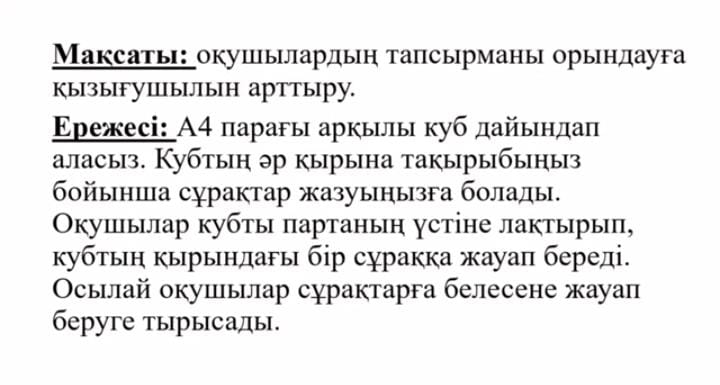 Мақсаты: оқушылардың тапсырманы орындауға
қызығушылын арттыру.
Ережесі: А4 парағы арқылы куб дайындап
аласыз. Кубтың әр қырына тақырыбыңыз
бойынша сұрақтар жазуыңызға болады.
Оқушылар кубты партаның үстіне лақтырып,
кубтың қырындағы бір сұраққа жауап береді.
Осылай оқушылар сұрақтарға белесене жауап
беруге тырысады.